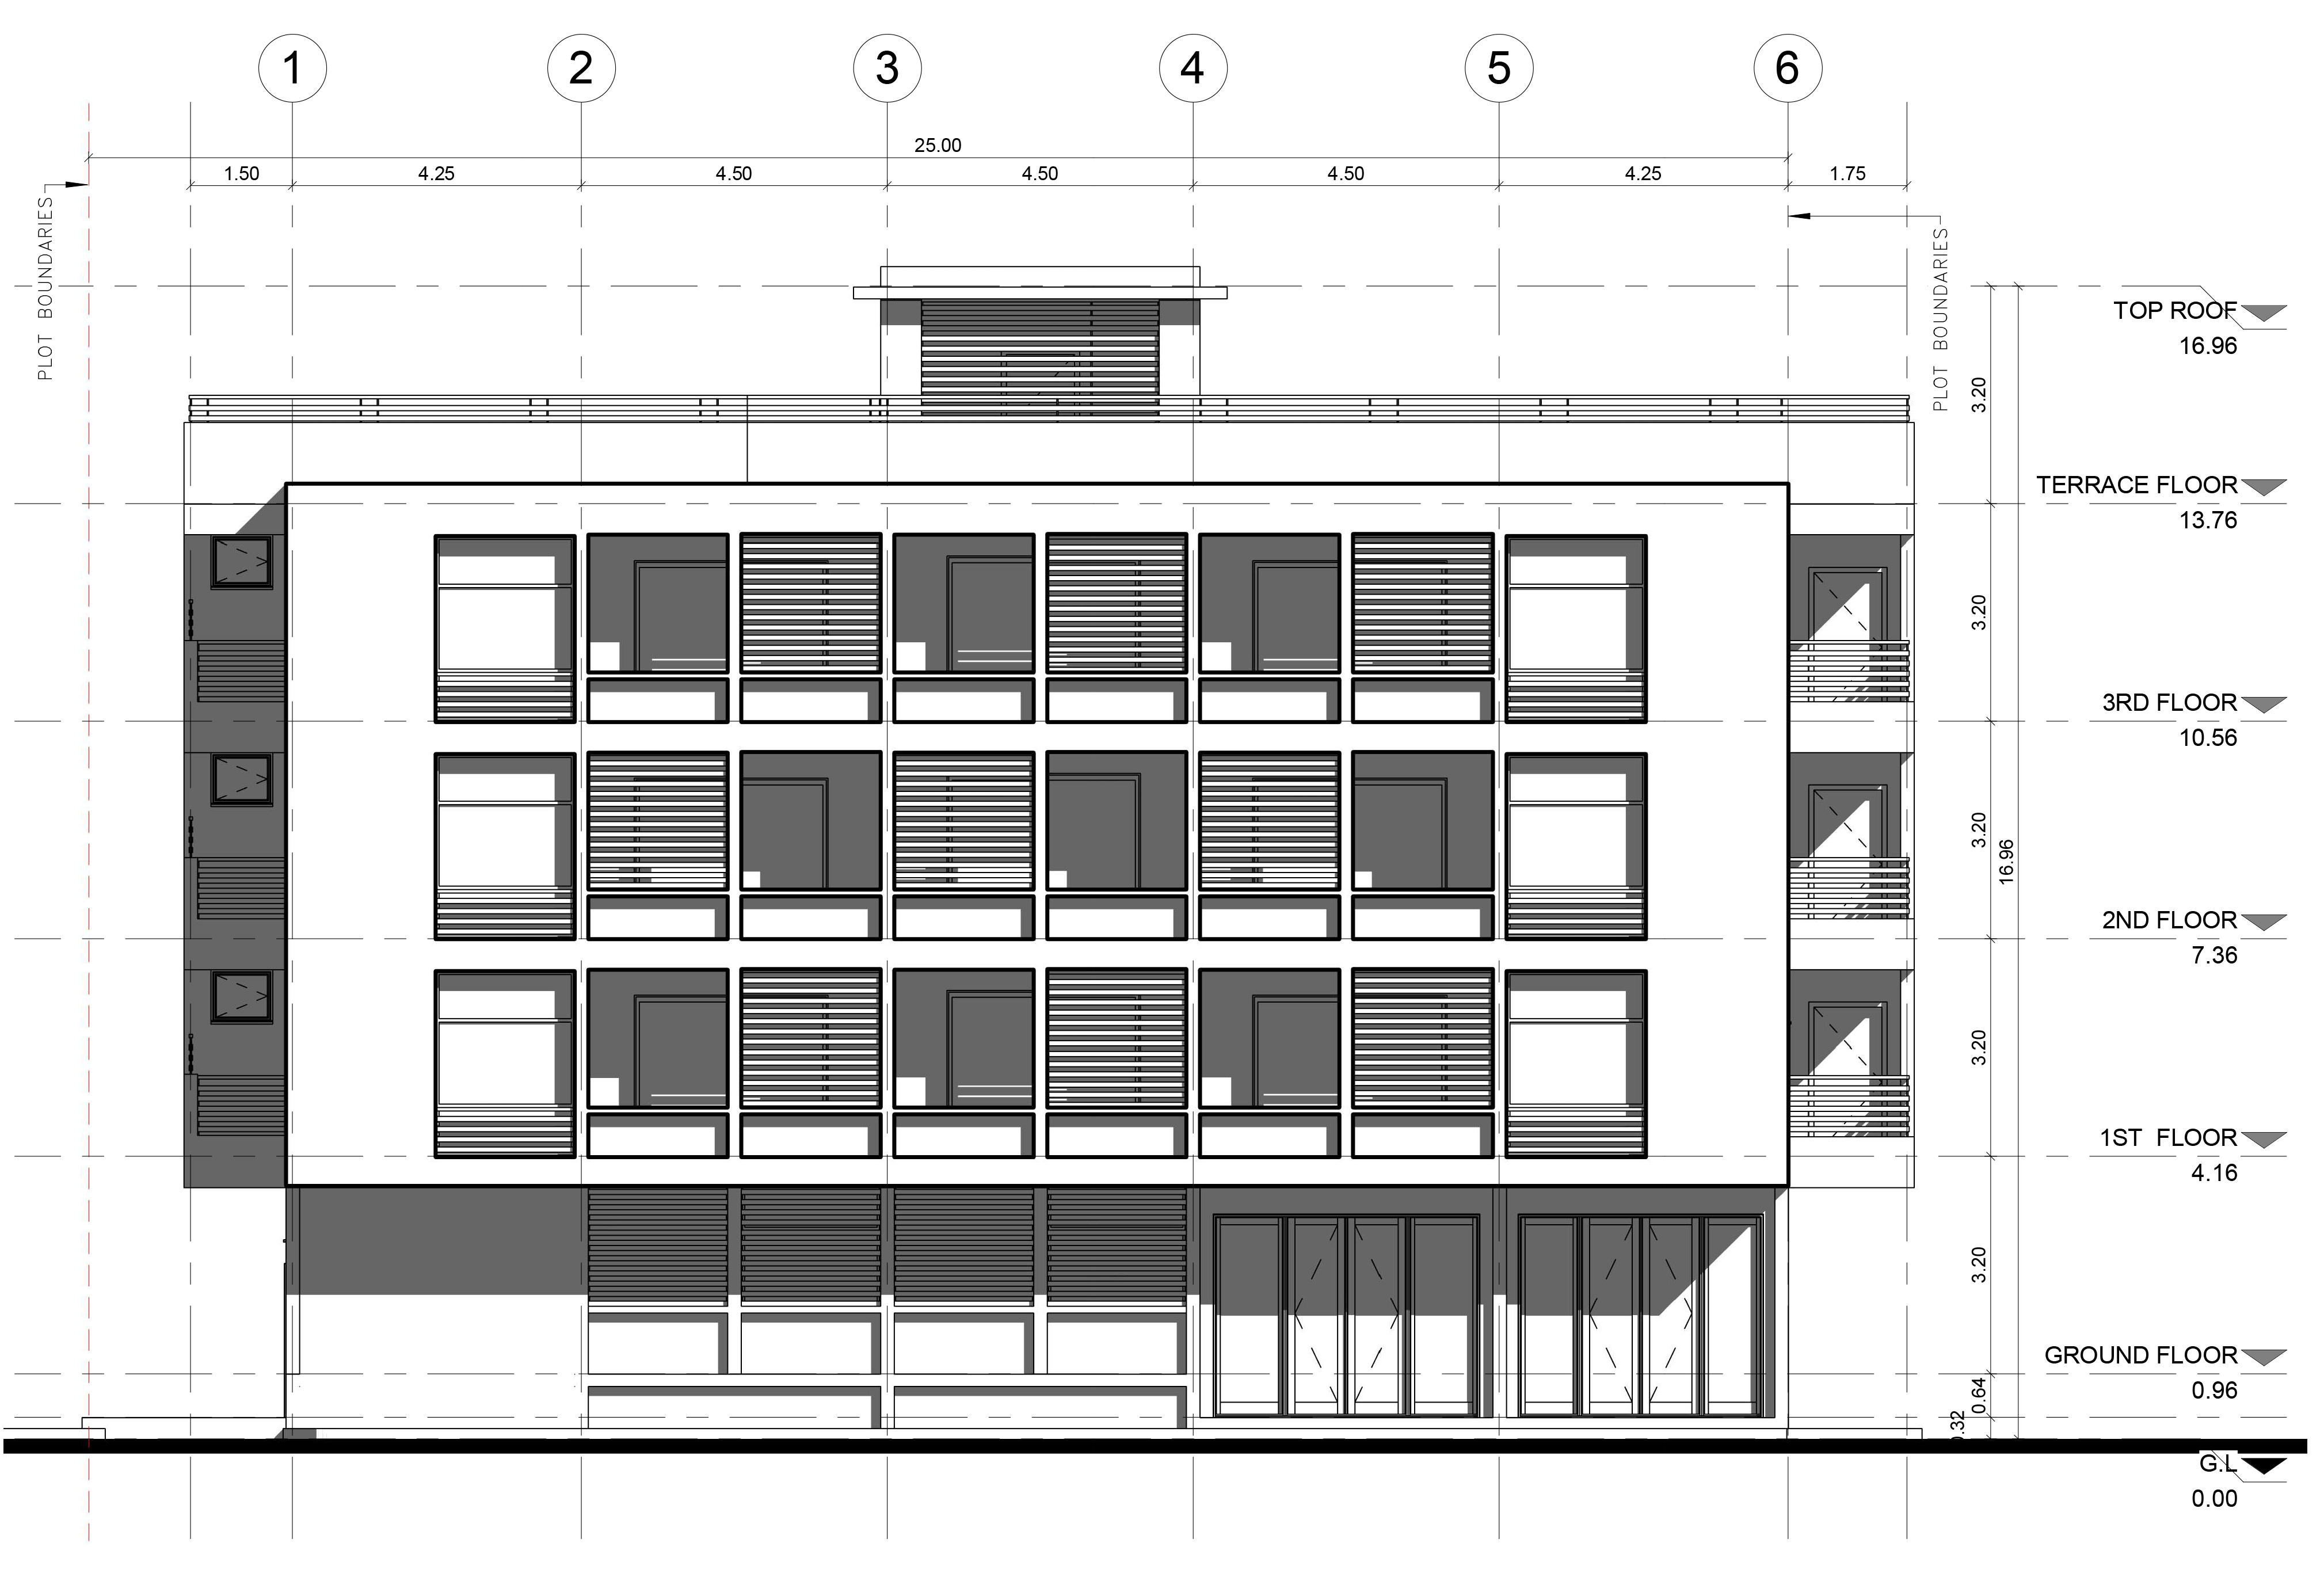 1 2 3 4 5 6
25.00
1.50 4.25 4.50 4.50 4.50 4.25 1.75
PLOT BOUNDARIES
PLOT BOUNDARIES
TOP ROOF
16.96
3.20
TERRACE FLOOR
13.76
3.20
3RD FLOOR
10.56
3.20
16.96
2ND FLOOR
7.36
3.20
1ST FLOOR
4.16
3.20
GROUND FLOOR
0.96
0.64
0.32
G.L
0.00